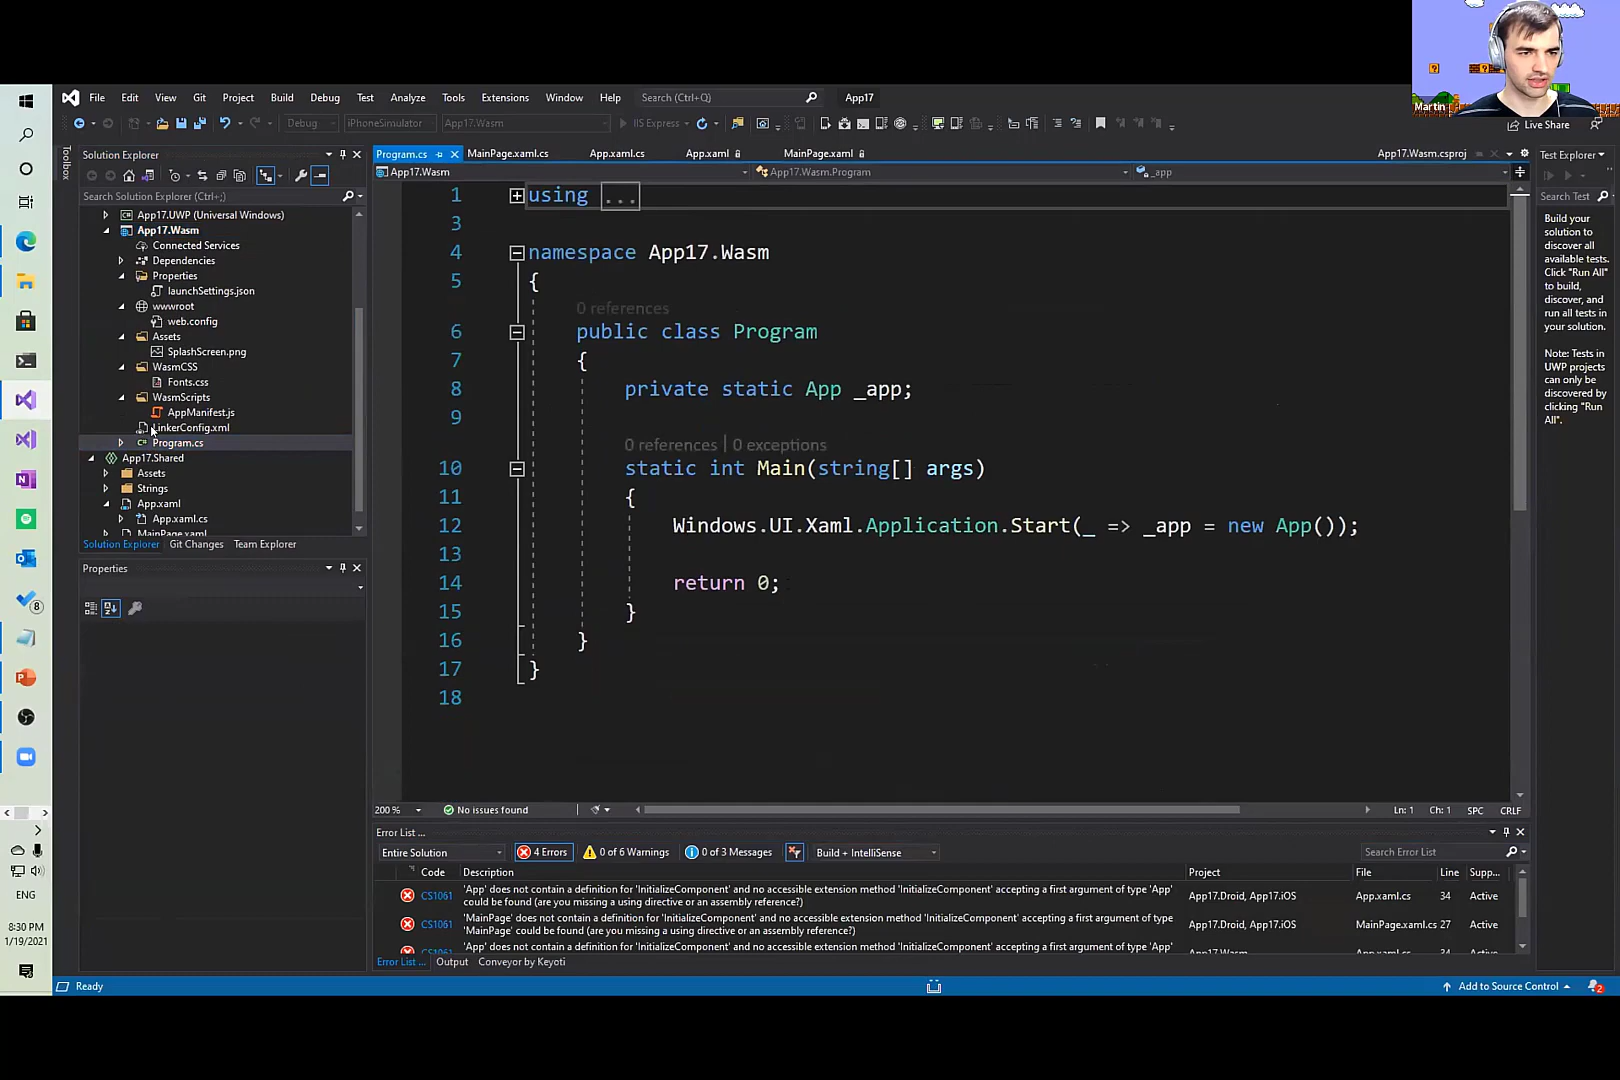 Martin
File Edit View Git Project Build Debug Test Analyze Tools Extensions Window Help Search (Ctrl+Q) App17
Debug iPhoneSimulator App17.Wasm IIS Express Live Share
Solution Explorer
Search Solution Explorer (Ctrl+;)
App17.UWP (Universal Windows)
App17.Wasm
Connected Services
Dependencies
Properties
launchSettings.json
wwwroot
web.config
Assets
SplashScreen.png
WasmCSS
Fonts.css
WasmScripts
AppManifest.js
LinkerConfig.xml
Program.cs
App17.Shared
Assets
Strings
App.xaml
App.xaml.cs
MainPage.xaml
Solution Explorer Git Changes Team Explorer
Properties
Toolbox
Program.cs MainPage.xaml.cs App.xaml.cs App.xaml MainPage.xaml App17.Wasm.csproj
App17.Wasm App17.Wasm.Program _app
1 using ...
3
4 namespace App17.Wasm
5 {
0 references
6 public class Program
7 {
8 private static App _app;
9
0 references | 0 exceptions
10 static int Main(string[] args)
11 {
12 Windows.UI.Xaml.Application.Start(_ => _app = new App());
13
14 return 0;
15 }
16 }
17 }
18
200 % No issues found Ln: 1 Ch: 1 SPC CRLF
Error List ...
Entire Solution 4 Errors 0 of 6 Warnings 0 of 3 Messages Build + IntelliSense Search Error List
Code Description Project File Line Supp...
CS1061 'App' does not contain a definition for 'InitializeComponent' and no accessible extension method 'InitializeComponent' accepting a first argument of type 'App' App17.Droid, App17.iOS App.xaml.cs 34 Active
could be found (are you missing a using directive or an assembly reference?)
CS1061 'MainPage' does not contain a definition for 'InitializeComponent' and no accessible extension method 'InitializeComponent' accepting a first argument of type App17.Droid, App17.iOS MainPage.xaml.cs 27 Active
'MainPage' could be found (are you missing a using directive or an assembly reference?)
CS1061 'App' does not contain a definition for 'InitializeComponent' and no accessible extension method 'InitializeComponent' accepting a first argument of type 'App' App17.Wasm App.xaml.cs 34 Active
Error List ... Output Conveyor by Keyoti
Test Explorer
Search Test
Build your
solution to
discover all
available tests.
Click "Run All"
to build,
discover, and
run all tests in
your solution.
Note: Tests in
UWP projects
can only be
discovered by
clicking "Run
All".
8
ENG
8:30 PM
1/19/2021
Ready Add to Source Control 2